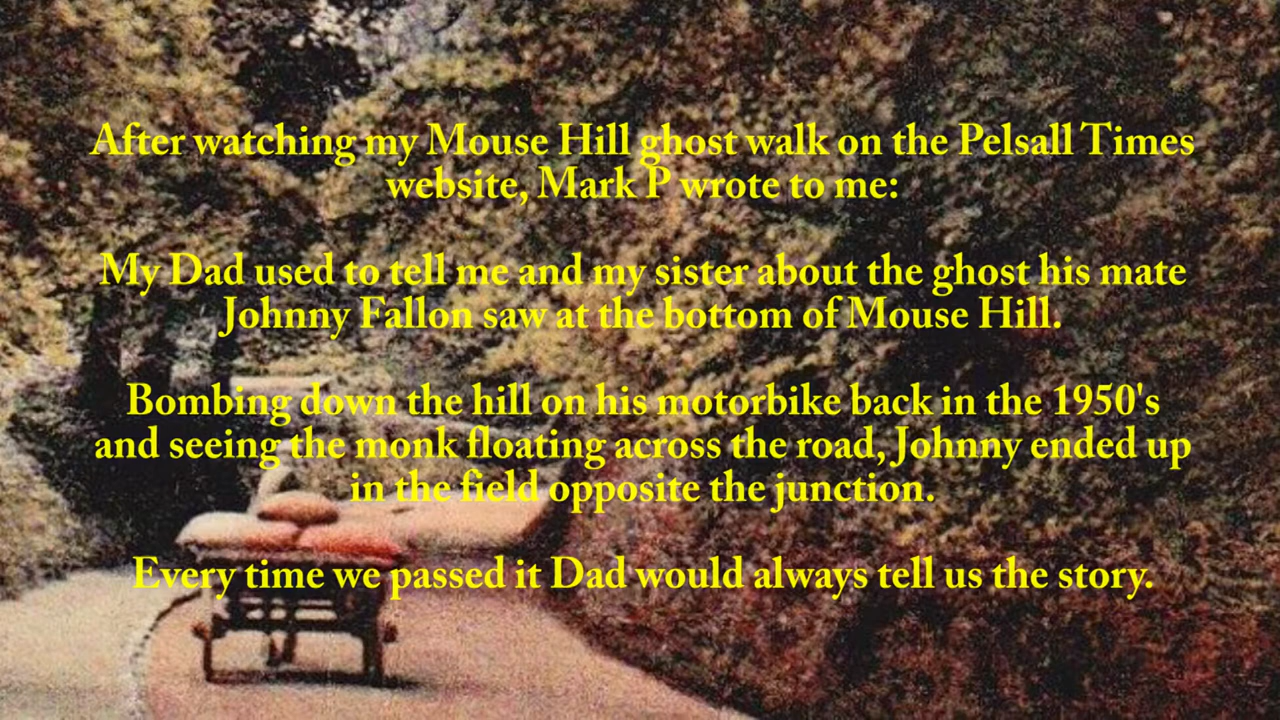 After watching my Mouse Hill ghost walk on the Pelsall Times
website, Mark P wrote to me:
My Dad used to tell me and my sister about the ghost his mate
Johnny Fallon saw at the bottom of Mouse Hill.
Bombing down the hill on his motorbike back in the 1950's
and seeing the monk floating across the road, Johnny ended up
in the field opposite the junction.
Every time we passed it Dad would always tell us the story.